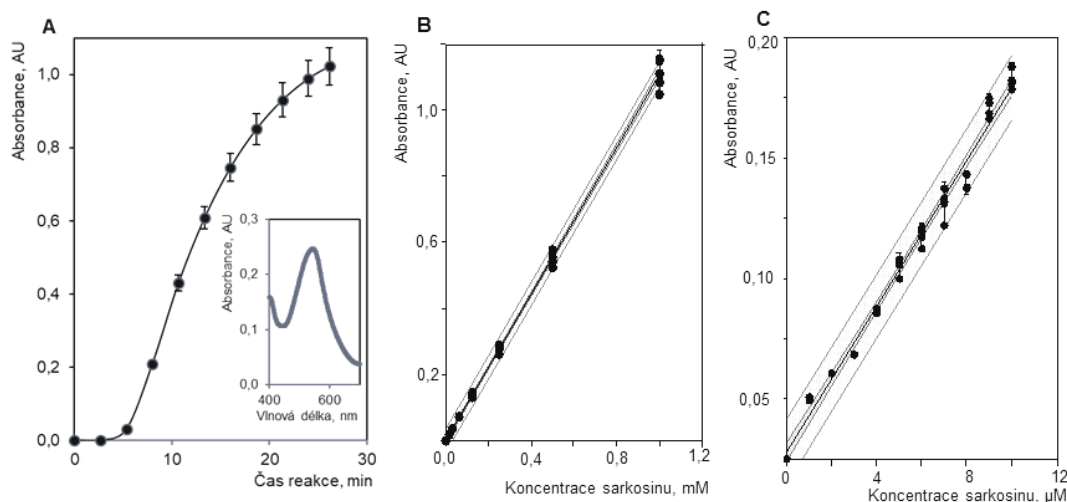 A
Absorbance, AU
1,0
0,8
0,6
0,4
0,2
0,0
0 10 20 30
Čas reakce, min
Absorbance, AU
0,3
0,2
0,1
0,0
400 600
Vlnová délka, nm
B
Absorbance, AU
1,0
0,6
0,2
0,0 0,4 0,8 1,2
Koncentrace sarkosinu, mM
C
Absorbance, AU
0,20
0,15
0,10
0,05
0 4 8 12
Koncentrace sarkosinu, µM